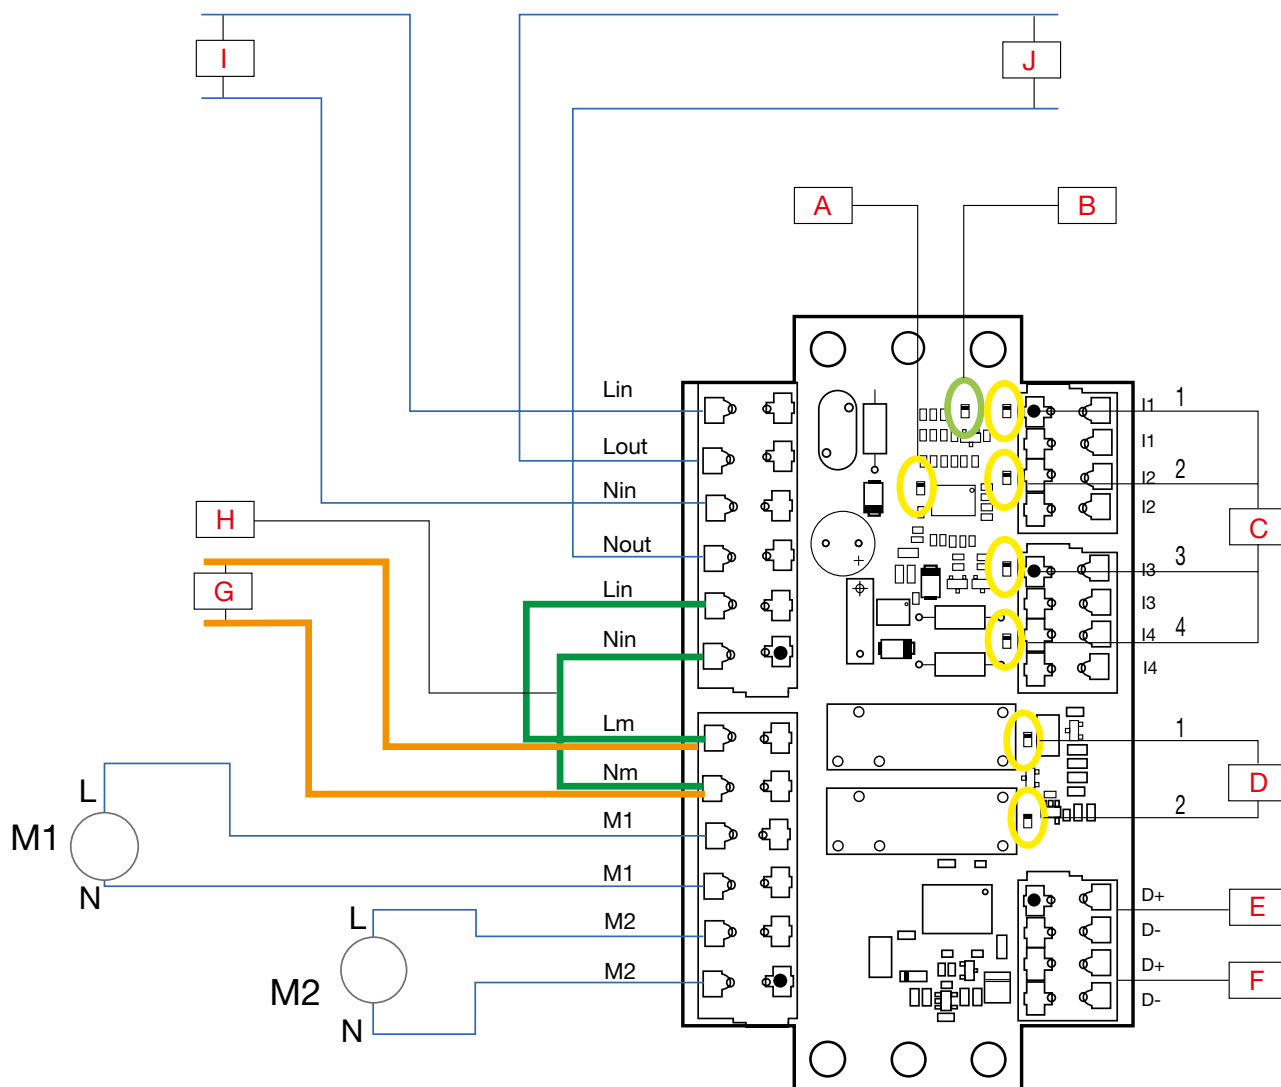 I
J
A
B
Lin
I1 1
Lout
I1
I2 2
Nin
I2
H
C
Nout
I3 3
G
Lin
I3
I4 4
Nin
I4
Lm
1
Nm
D
L
2
M1
M1
N
M1
D+
E
L
M2
D-
M2
M2
D+
F
N
D-
+